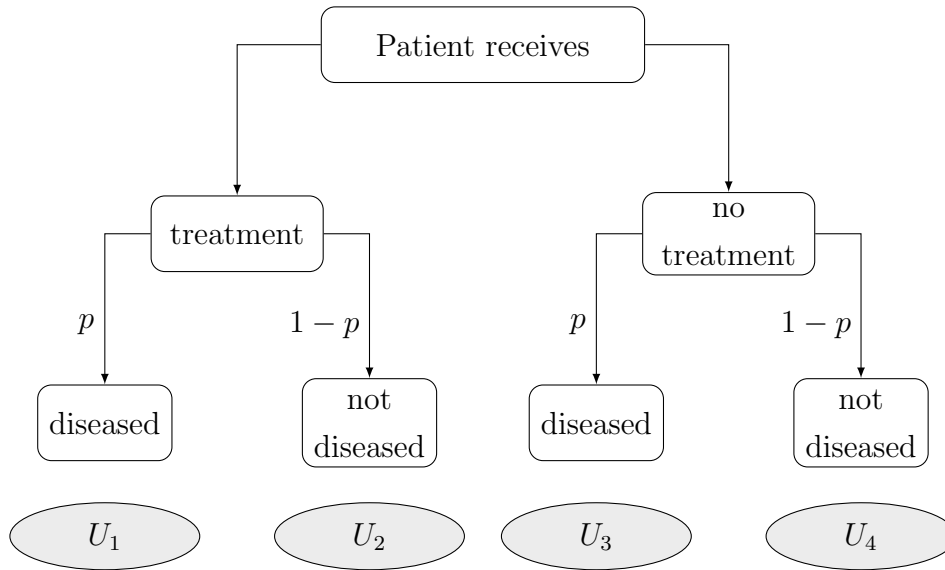 Patient receives
treatment
no
treatment
p
1 − p
p
1 − p
diseased
not
diseased
diseased
not
diseased
U₁
U₂
U₃
U₄